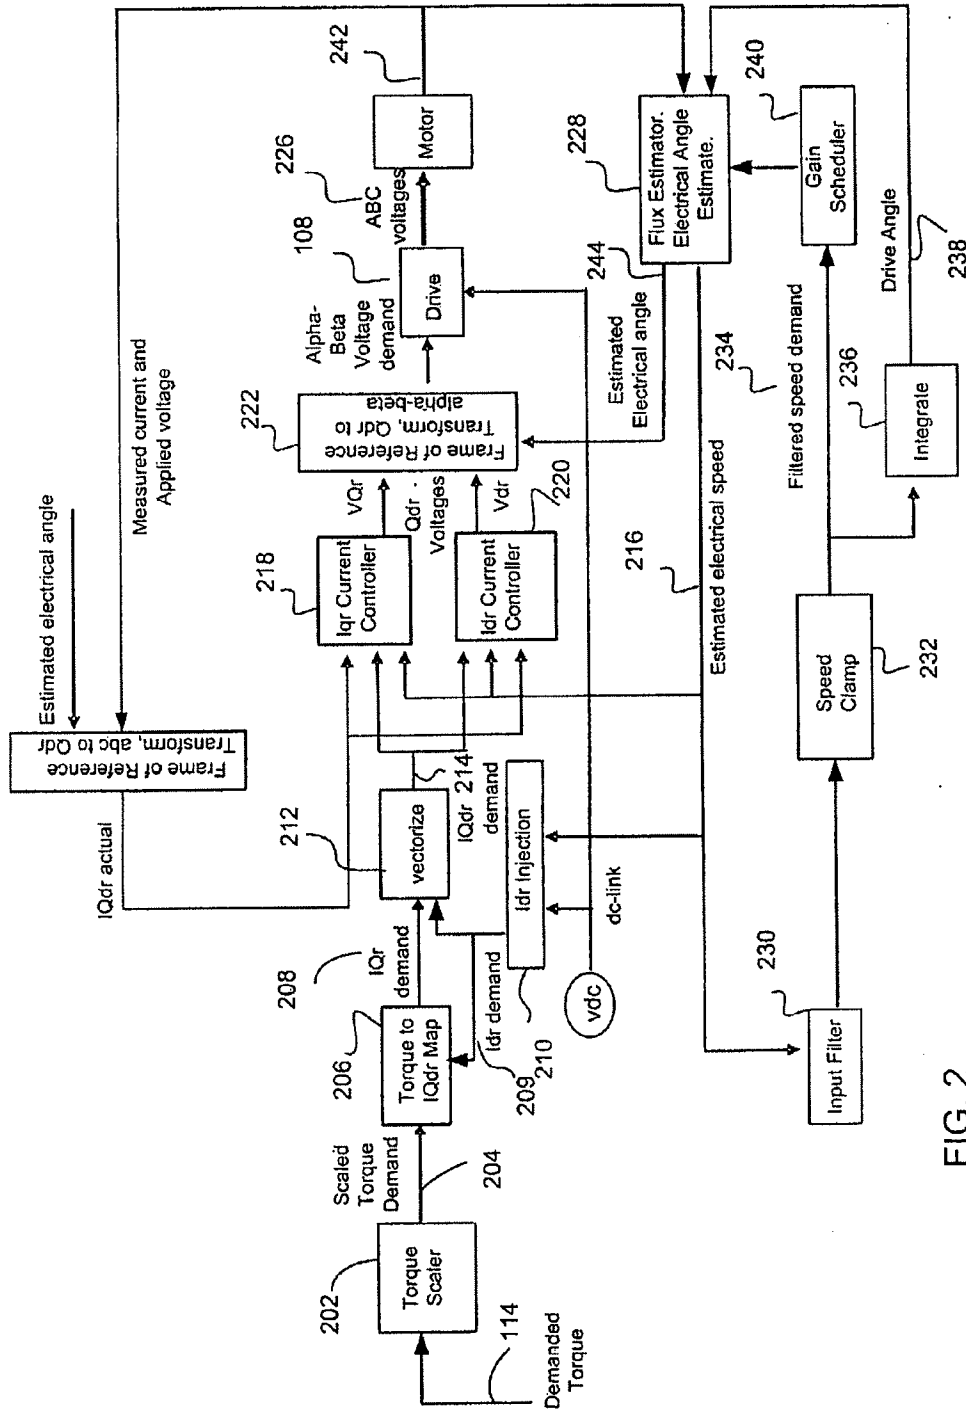 Frame of Reference
Transform, abc to Qdr
Estimated electrical angle
Measured current and
Applied voltage
IQdr actual
Demanded
Torque
114
202
Torque
Scaler
Scaled
Torque
Demand
204
206
Torque to
IQdr Map
208
IQr
demand
209
Idr demand
210
Idr Injection
212
vectorize
214
IQdr
demand
218
Iqr Current
Controller
Idr Current
Controller
220
VQr
Qdr
Voltages
Vdr
222
Frame of Reference
Transform, Qdr to
alpha-beta
Alpha-
Beta
Voltage
demand
108
Drive
226
ABC
voltages
Motor
242
vdc
dc-link
216
Estimated electrical speed
Estimated
Electrical angle
244
228
Flux Estimator.
Electrical Angle
Estimate.
230
Input Filter
Speed
Clamp
232
234
Filtered speed demand
236
Integrate
Drive Angle
238
240
Gain
Scheduler
FIG. 2